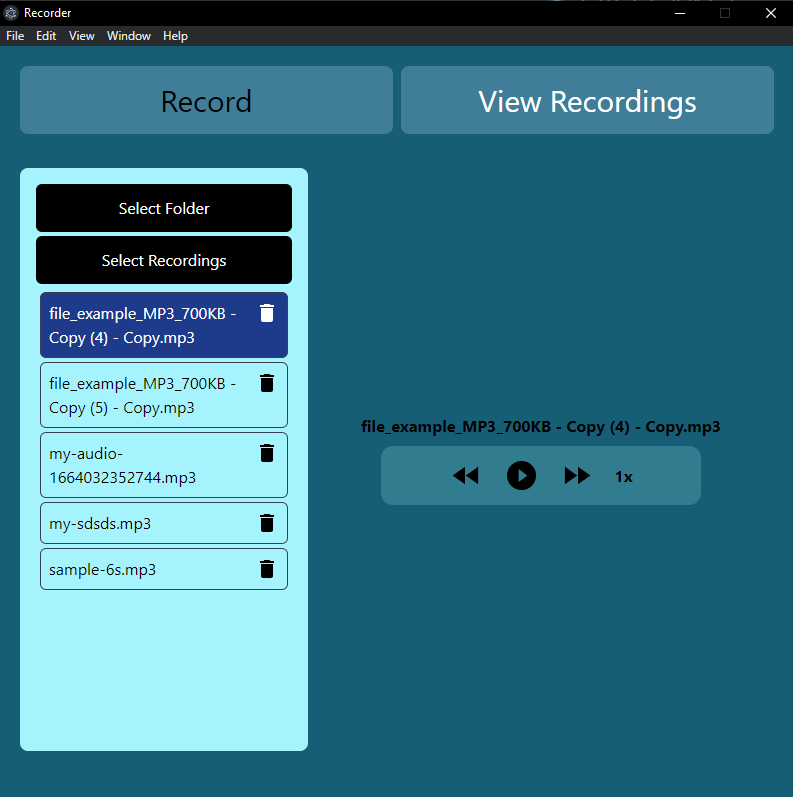 Recorder
File Edit View Window Help
Record
View Recordings
Select Folder
Select Recordings
file_example_MP3_700KB -
Copy (4) - Copy.mp3
file_example_MP3_700KB -
Copy (5) - Copy.mp3
my-audio-
1664032352744.mp3
my-sdsds.mp3
sample-6s.mp3
file_example_MP3_700KB - Copy (4) - Copy.mp3
1x